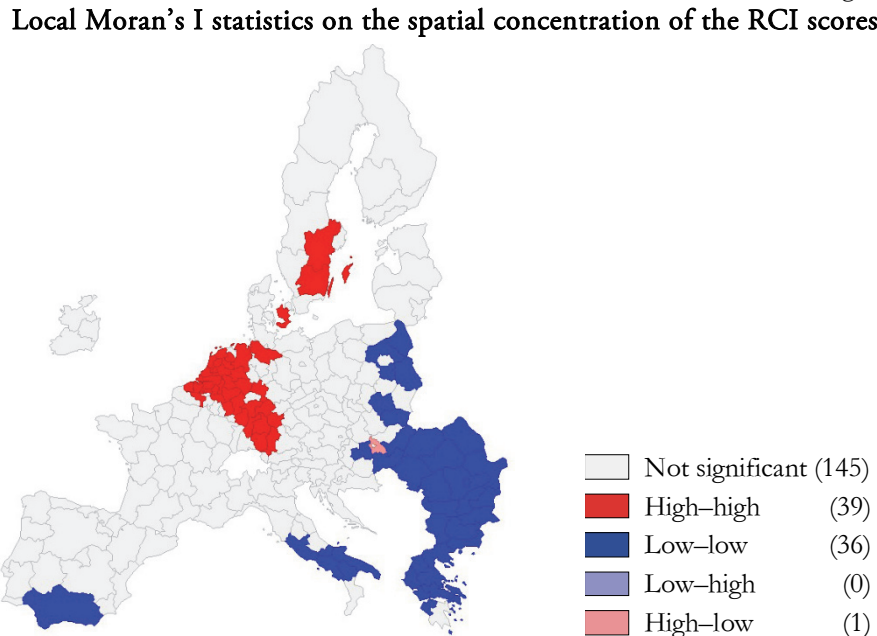 Local Moran’s I statistics on the spatial concentration of the RCI scores
Not significant (145)
High–high (39)
Low–low (36)
Low–high (0)
High–low (1)